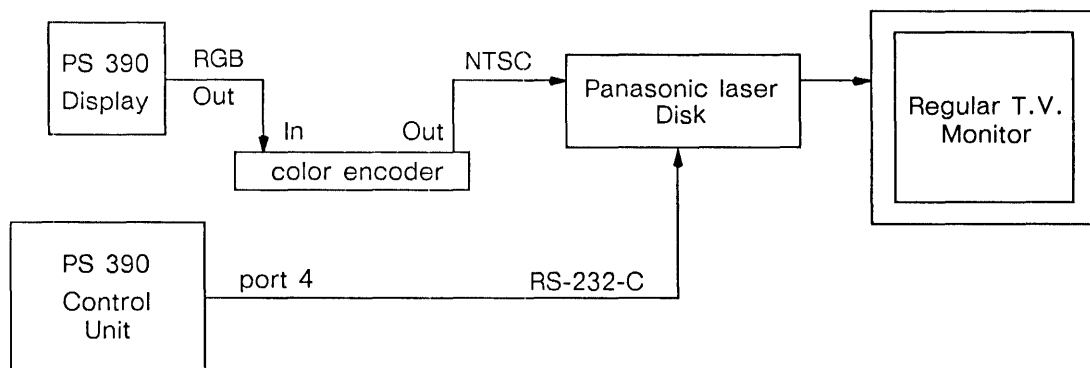 PS 390
Display
RGB
Out
In
Out
color encoder
NTSC
Panasonic laser
Disk
Regular T.V.
Monitor
PS 390
Control
Unit
port 4
RS-232-C